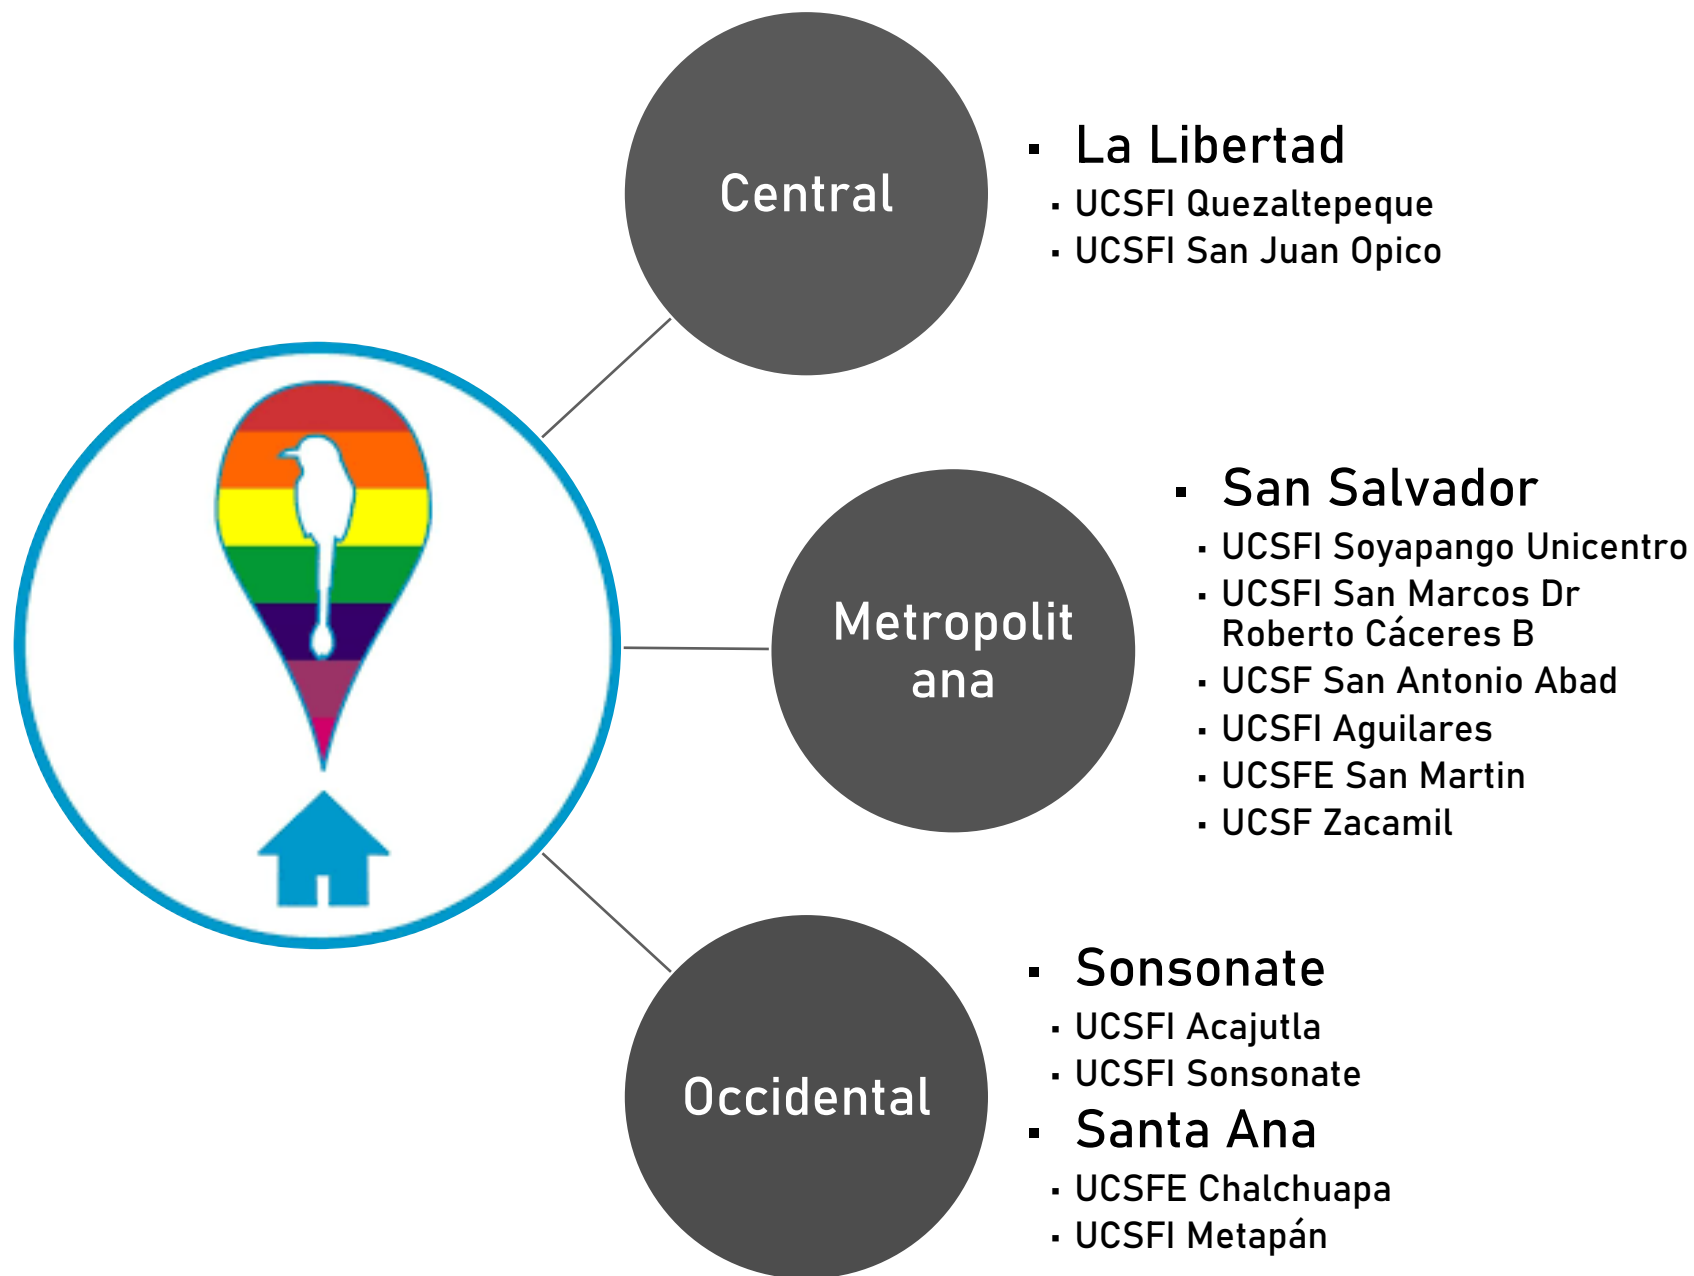 Central
▪ La Libertad
▪ UCSFI Quezaltepeque
▪ UCSFI San Juan Opico
Metropolit
ana
▪ San Salvador
▪ UCSFI Soyapango Unicentro
▪ UCSFI San Marcos Dr
Roberto Cáceres B
▪ UCSF San Antonio Abad
▪ UCSFI Aguilares
▪ UCSFE San Martin
▪ UCSF Zacamil
Occidental
▪ Sonsonate
▪ UCSFI Acajutla
▪ UCSFI Sonsonate
▪ Santa Ana
▪ UCSFE Chalchuapa
▪ UCSFI Metapán